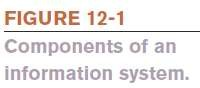 FIGURE 12-1
Components of an
information system.